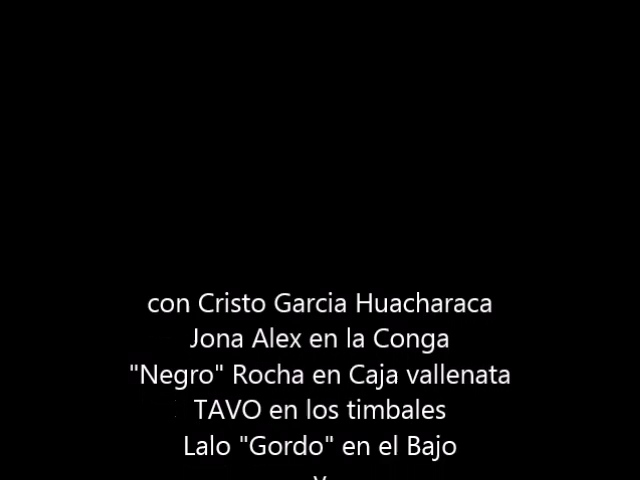 con Cristo Garcia Huacharaca
Jona Alex en la Conga
"Negro" Rocha en Caja vallenata
TAVO en los timbales
Lalo "Gordo" en el Bajo
y